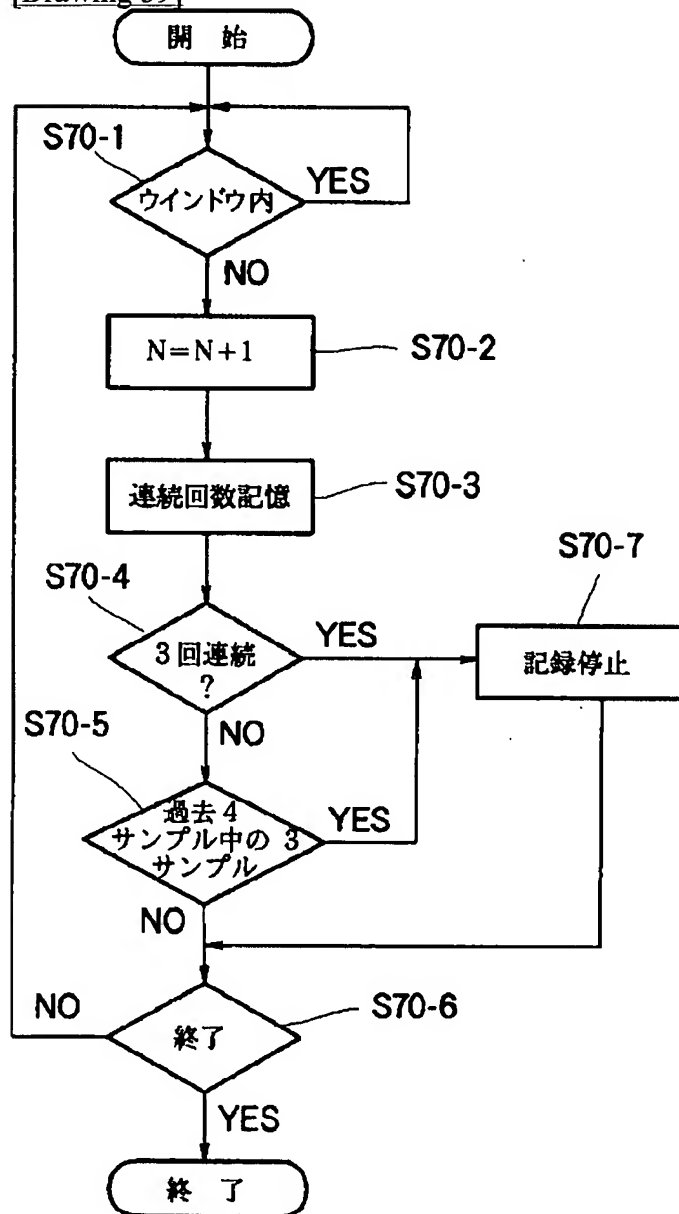 [Drawing 39]
開 始
S70-1
ウインドウ内
YES
NO
N=N+1
S70-2
連続回数記憶
S70-3
S70-4
3回連続
?
YES
NO
S70-7
記録停止
S70-5
過去4
サンプル中の 3
サンプル
YES
NO
S70-6
終了
NO
YES
終 了